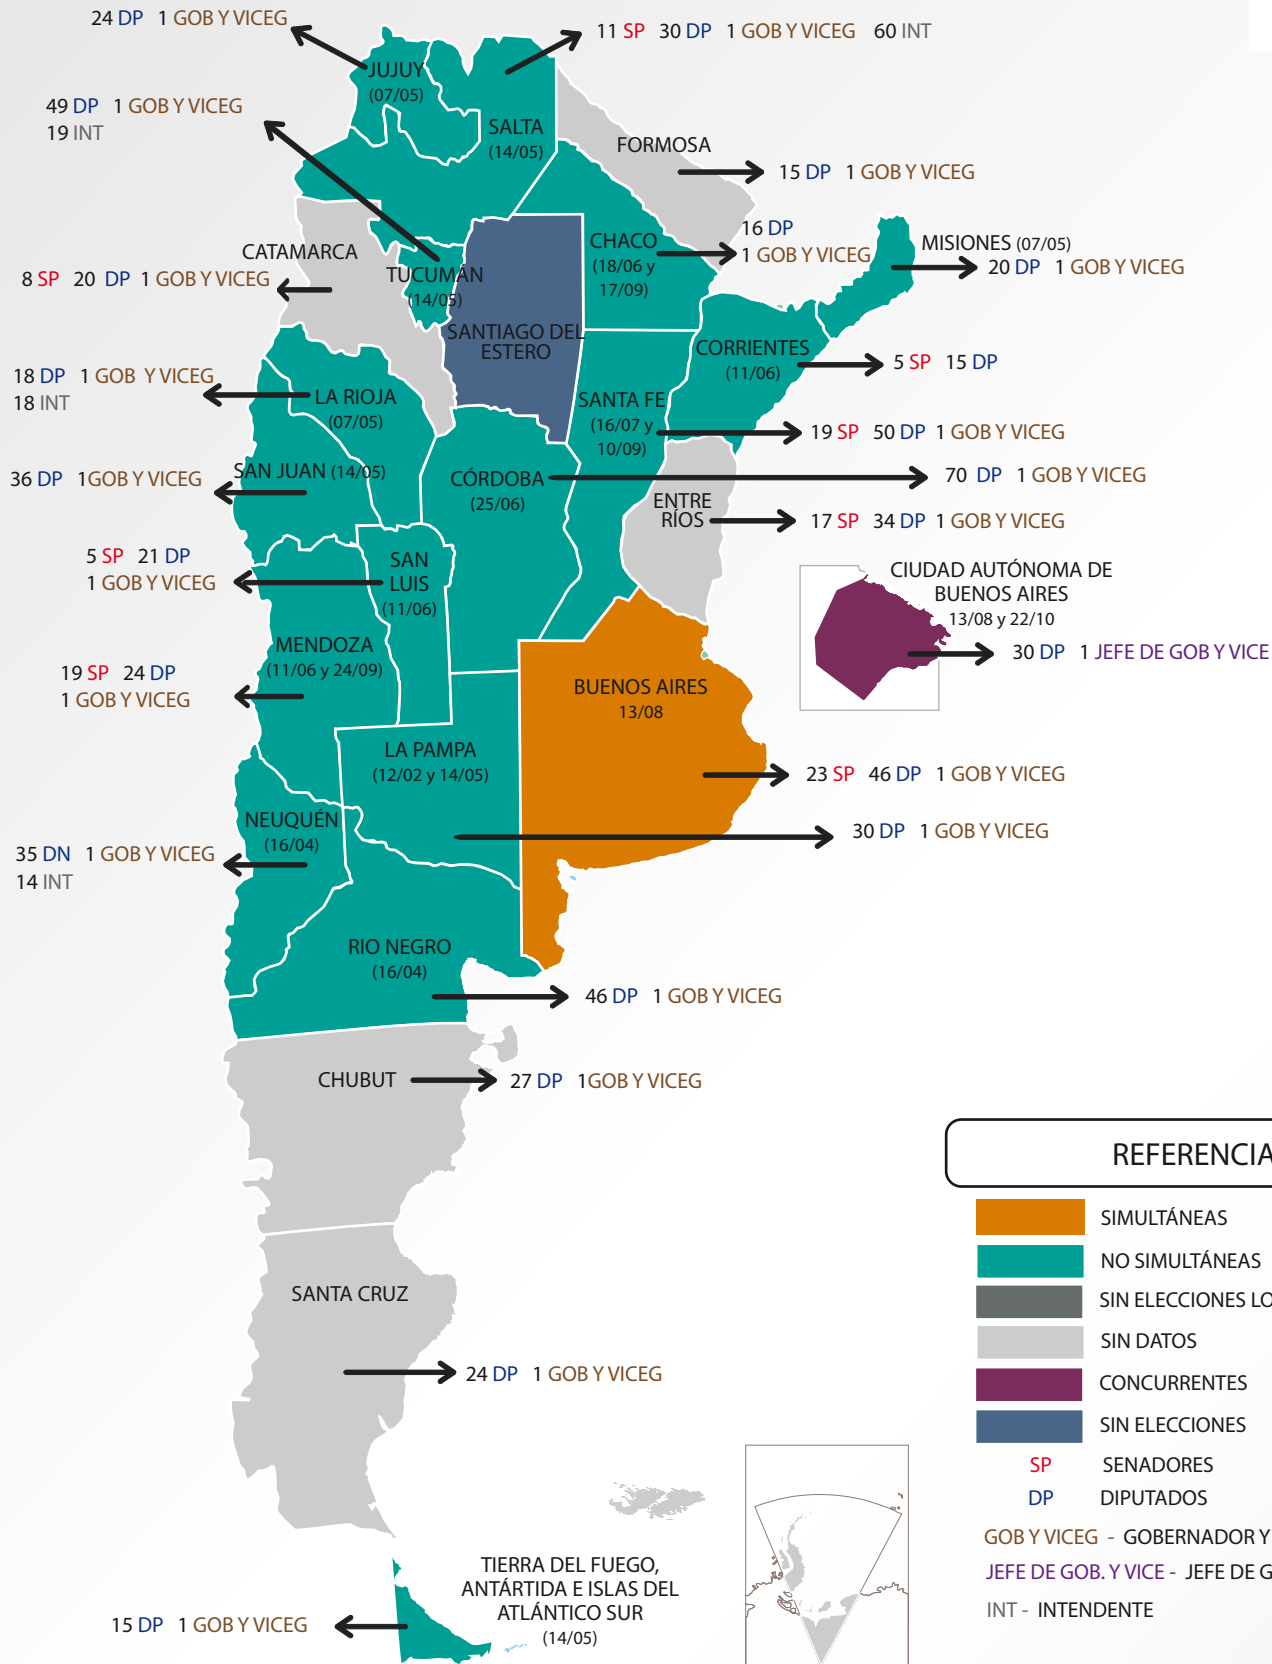 24 DP 1 GOB Y VICEG
11 SP 30 DP 1 GOB Y VICEG 60 INT
JUJUY
(07/05)
49 DP 1 GOB Y VICEG
19 INT
SALTA
(14/05)
FORMOSA
15 DP 1 GOB Y VICEG
16 DP
1 GOB Y VICEG
CHACO
(18/06 y
17/09)
MISIONES (07/05)
20 DP 1 GOB Y VICEG
CATAMARCA
8 SP 20 DP 1 GOB Y VICEG
TUCUMÁN
(14/05)
SANTIAGO DEL
ESTERO
CORRIENTES
(11/06)
5 SP 15 DP
18 DP 1 GOB Y VICEG
18 INT
LA RIOJA
(07/05)
SANTA FE
(16/07 y
10/09)
19 SP 50 DP 1 GOB Y VICEG
SAN JUAN (14/05)
36 DP 1GOB Y VICEG
CÓRDOBA
(25/06)
70 DP 1 GOB Y VICEG
ENTRE
RÍOS
17 SP 34 DP 1 GOB Y VICEG
5 SP 21 DP
1 GOB Y VICEG
SAN
LUIS
(11/06)
CIUDAD AUTÓNOMA DE
BUENOS AIRES
13/08 y 22/10
30 DP 1 JEFE DE GOB Y VICE
MENDOZA
(11/06 y 24/09)
19 SP 24 DP
1 GOB Y VICEG
BUENOS AIRES
13/08
23 SP 46 DP 1 GOB Y VICEG
LA PAMPA
(12/02 y 14/05)
30 DP 1 GOB Y VICEG
NEUQUÉN
(16/04)
35 DN 1 GOB Y VICEG
14 INT
RIO NEGRO
(16/04)
46 DP 1 GOB Y VICEG
CHUBUT
27 DP 1GOB Y VICEG
SANTA CRUZ
24 DP 1 GOB Y VICEG
TIERRA DEL FUEGO,
ANTÁRTIDA E ISLAS DEL
ATLÁNTICO SUR
(14/05)
15 DP 1 GOB Y VICEG
REFERENCIA
SIMULTÁNEAS
NO SIMULTÁNEAS
SIN ELECCIONES LO
SIN DATOS
CONCURRENTES
SIN ELECCIONES
SP SENADORES
DP DIPUTADOS
GOB Y VICEG - GOBERNADOR Y
JEFE DE GOB. Y VICE - JEFE DE G
INT - INTENDENTE